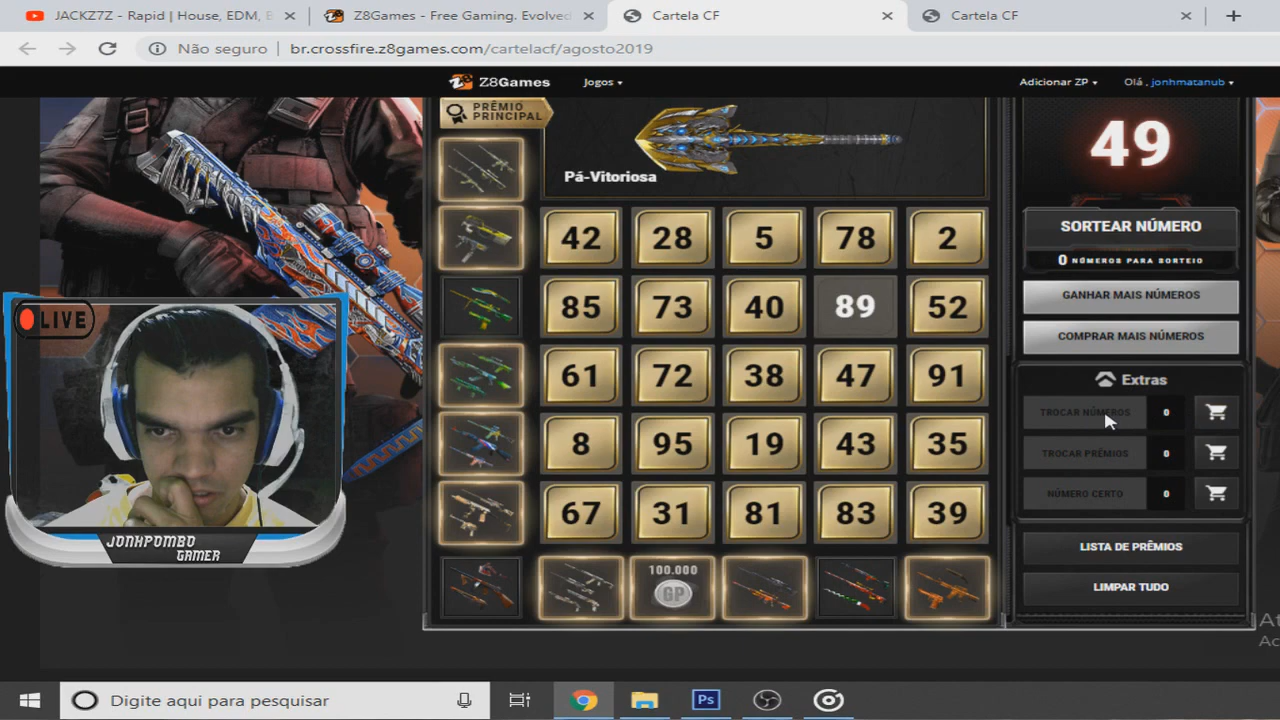 JACKZ7Z - Rapid | House, EDM, B
Z8Games - Free Gaming. Evolved
Cartela CF
Cartela CF
Não seguro
br.crossfire.z8games.com/cartelacf/agosto2019
Z8Games
Jogos
Adicionar ZP
Olá , jonhmatanub
PRÊMIO
PRINCIPAL
Pá-Vitoriosa
49
SORTEAR NÚMERO
0 NÚMEROS PARA SORTEIO
GANHAR MAIS NÚMEROS
COMPRAR MAIS NÚMEROS
Extras
TROCAR NÚMEROS 0
TROCAR PRÊMIOS 0
NÚMERO CERTO 0
LISTA DE PRÊMIOS
LIMPAR TUDO
42 28 5 78 2
85 73 40 89 52
61 72 38 47 91
8 95 19 43 35
67 31 81 83 39
100.000
GP
LIVE
JONHPOMBO
GAMER
At
Ac
Digite aqui para pesquisar
Ps